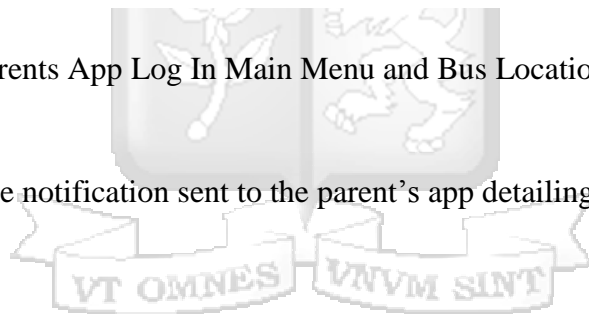 rents App Log In Main Menu and Bus Locatio
e notification sent to the parent’s app detailing
VT OMNES VNVM SINT